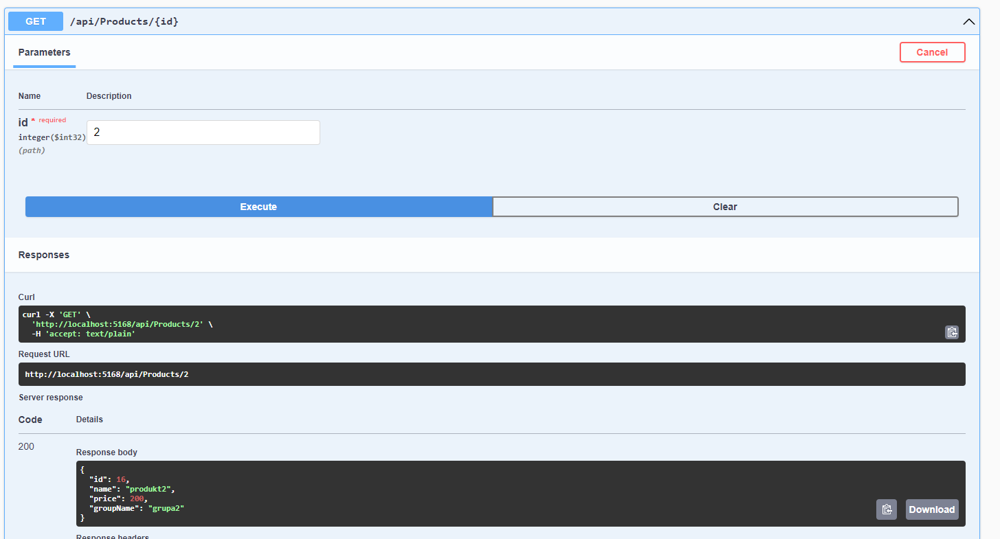 GET /api/Products/{id}
Parameters
Cancel
Name Description
id * required
integer($int32)
(path)
2
Execute Clear
Responses
Curl
curl -X 'GET' \
  'http://localhost:5168/api/Products/2' \
  -H 'accept: text/plain'
Request URL
http://localhost:5168/api/Products/2
Server response
Code Details
200
Response body
{
  "id": 16,
  "name": "produkt2",
  "price": 200,
  "groupName": "grupa2"
}
Download
Response headers